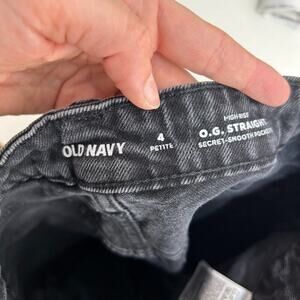 OLD NAVY
4
PETITE
HIGH-RISE
O.G. STRAIGHT
SECRET-SMOOTH POCKETS